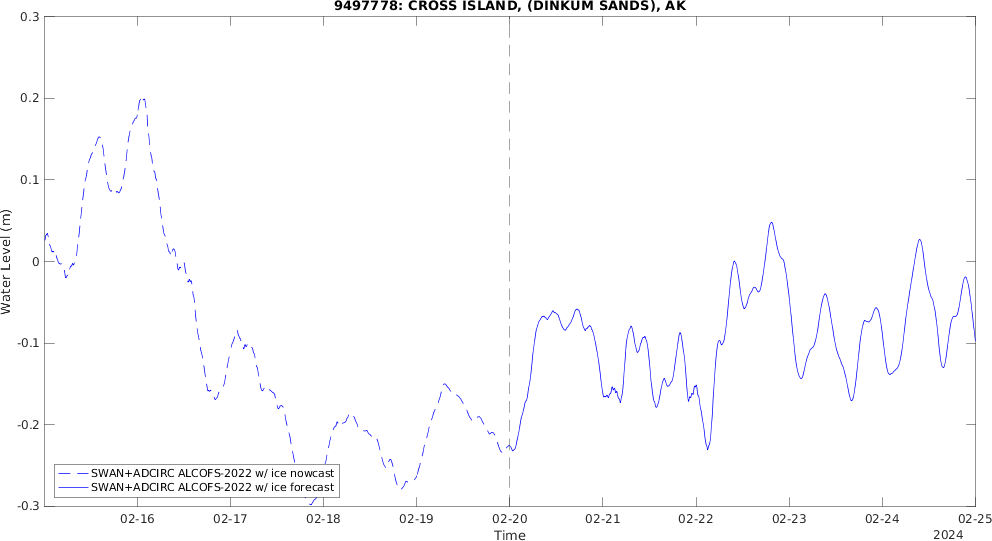 9497778: CROSS ISLAND, (DINKUM SANDS), AK
0.3
0.2
0.1
0
-0.1
-0.2
-0.3
Water Level (m)
SWAN+ADCIRC ALCOFS-2022 w/ ice nowcast
SWAN+ADCIRC ALCOFS-2022 w/ ice forecast
02-16 02-17 02-18 02-19 02-20 02-21 02-22 02-23 02-24 02-25
Time
2024